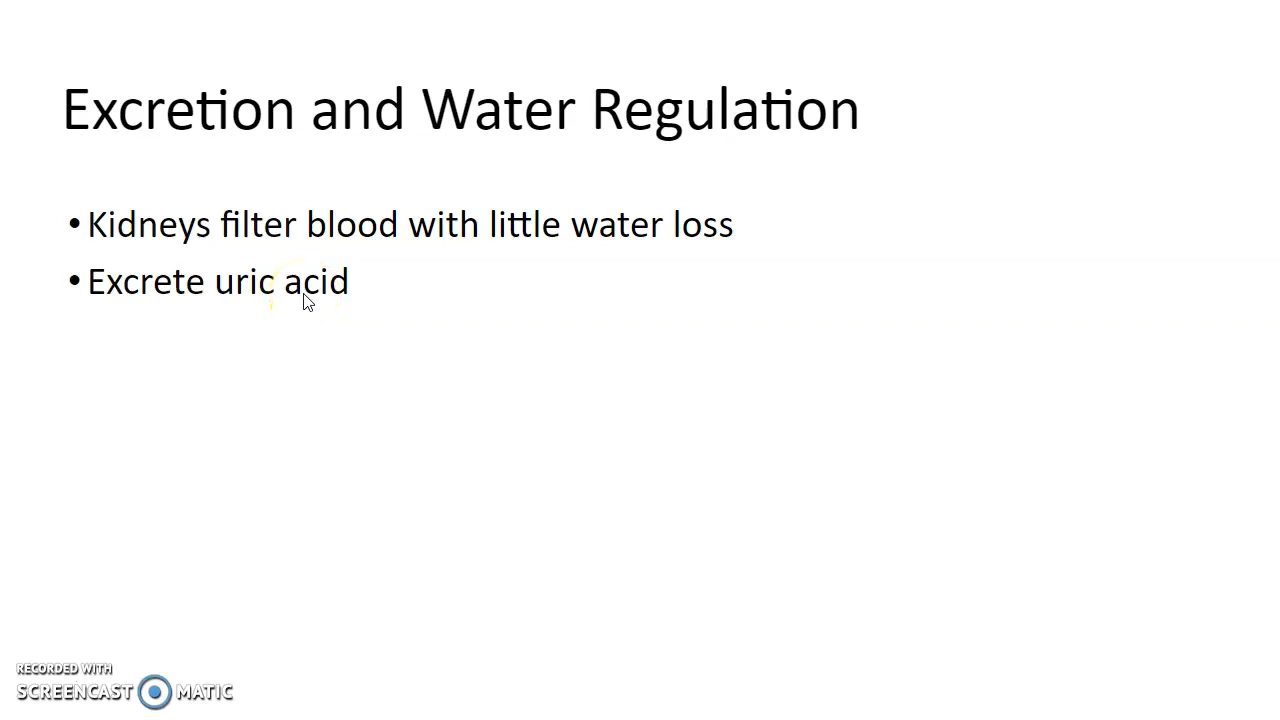 Excretion and Water Regulation
• Kidneys filter blood with little water loss
• Excrete uric acid
RECORDED WITH
SCREENCAST MATIC